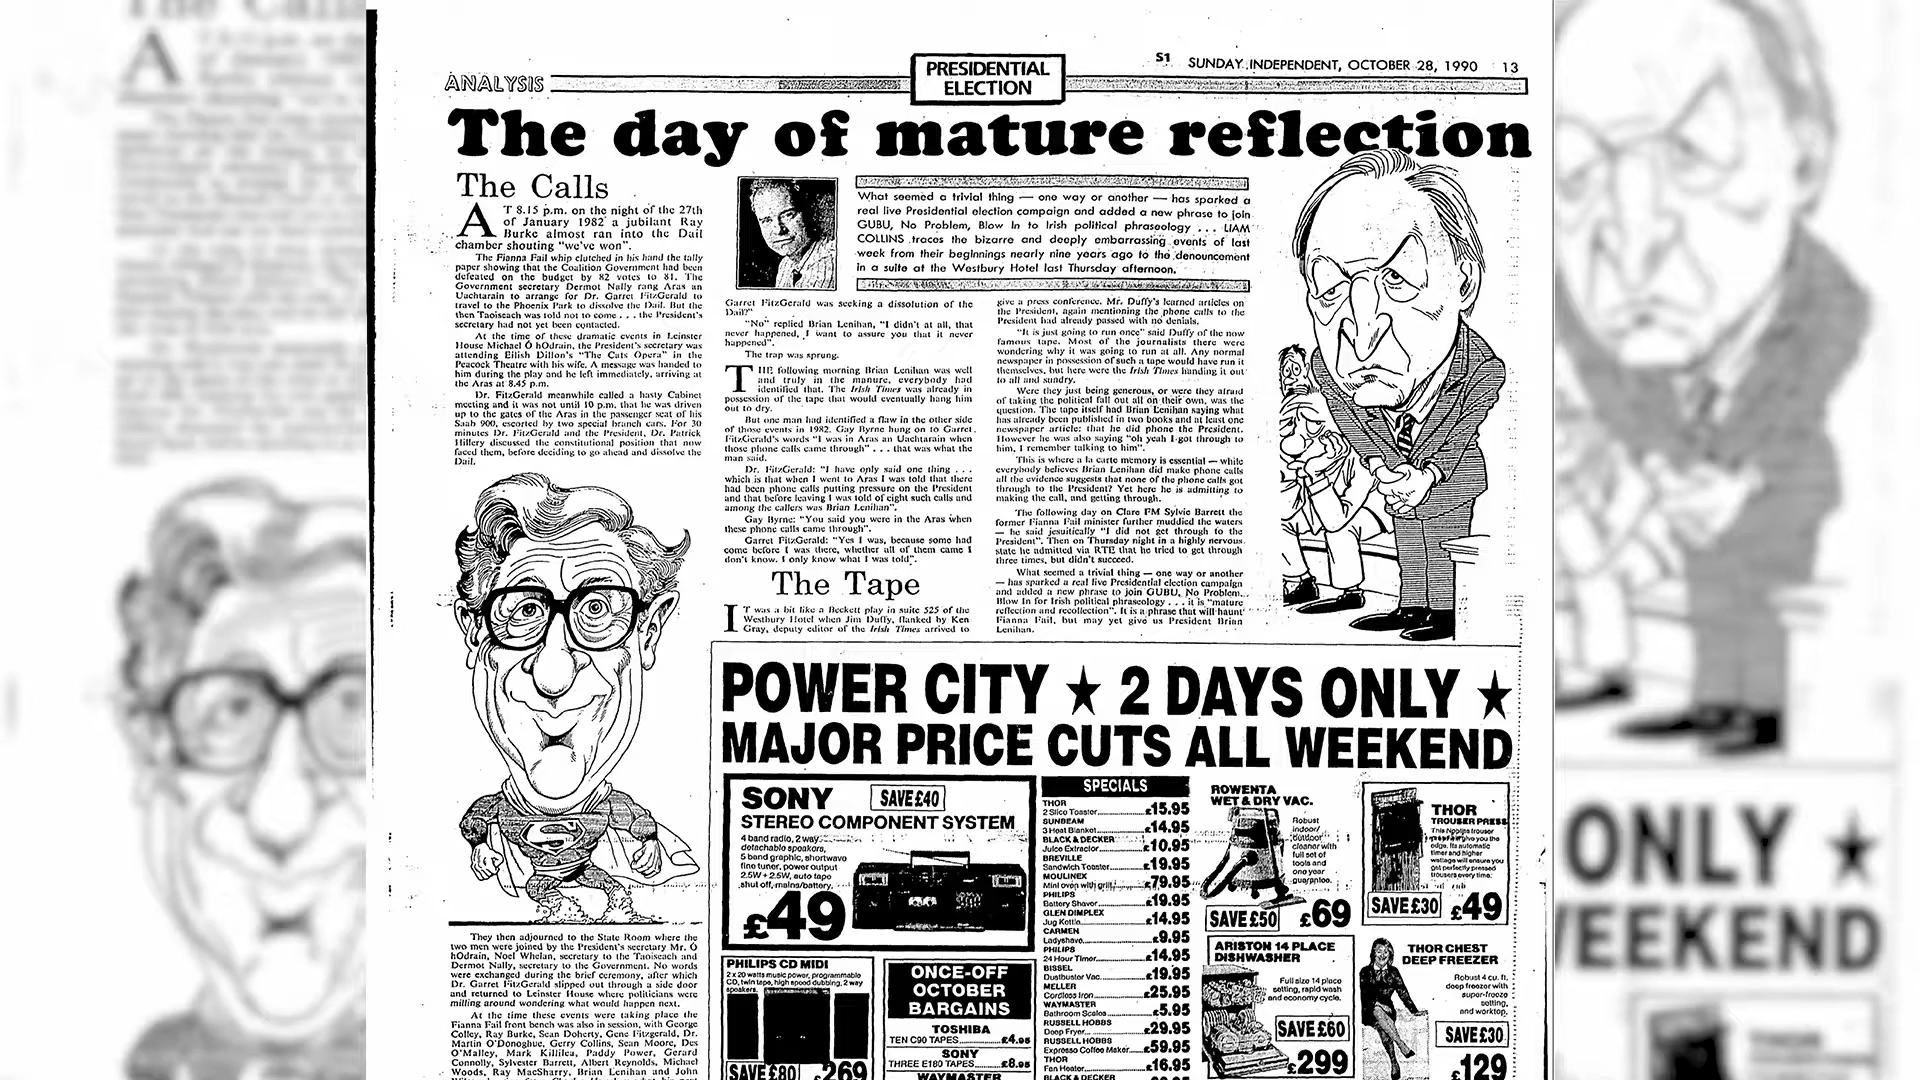 S1 SUNDAY INDEPENDENT, OCTOBER 28, 1990 13
ANALYSIS
PRESIDENTIAL
ELECTION
The day of mature reflection
The Calls
AT 8.15 p.m. on the night of the 27th
of January 1982 a jubilant Ray
Burke almost ran into the Dail
chamber shouting "we've won".
The Fianna Fail whip clutched in his hand the tally
paper showing that the Coalition Government had been
defeated on the budget by 82 votes to 81. The
Government secretary Dermot Nally rang Aras an
Uachtarain to arrange for Dr. Garret FitzGerald to
travel to the Phoenix Park to dissolve the Dail. But the
then Taoiseach was told not to come . . . the President's
secretary had not yet been contacted.
At the time of these dramatic events in Leinster
House Michael Ó hOdrain, the President's secretary was
attending Eilish Dillon's "The Cats Opera" in the
Peacock Theatre with his wife. A message was handed to
him during the play and he left immediately, arriving at
the Aras at 8.45 p.m.
Dr. FitzGerald meanwhile called a hasty Cabinet
meeting and it was not until 10 p.m. that he was driven
up to the gates of the Aras in the passenger seat of his
Saab 900, escorted by two special branch cars. For 30
minutes Dr. FitzGerald and the President, Dr. Patrick
Hillery discussed the constitutional position that now
faced them, before deciding to go ahead and dissolve the
Dail.
They then adjourned to the State Room where the
two men were joined by the President's secretary Mr. Ó
hOdrain, Noel Whelan, secretary to the Taoiseach and
Dermot Nally, secretary to the Government. No words
were exchanged during the brief ceremony, after which
Dr. Garret FitzGerald slipped out through a side door
and returned to Leinster House where politicians were
milling around wondering what would happen next.
At the time these events were taking place the
Fianna Fail front bench was also in session, with George
Colley, Ray Burke, Sean Doherty, Gene Fitzgerald, Dr.
Martin O'Donoghue, Gerry Collins, Sean Moore, Des
O'Malley, Mark Killilea, Paddy Power, Gerard
Connolly, Sylvester Barrett, Albert Reynolds, Michael
Woods, Ray MacSharry, Brian Lenihan and John
What seemed a trivial thing — one way or another — has sparked a
real live Presidential election campaign and added a new phrase to join
GUBU, No Problem, Blow In to Irish political phraseology . . . LIAM
COLLINS traces the bizarre and deeply embarrassing events of last
week from their beginnings nearly nine years ago to the denouncement
in a suite at the Westbury Hotel last Thursday afternoon.
Garret FitzGerald was seeking a dissolution of the
Dail?"
"No" replied Brian Lenihan, "I didn't at all, that
never happened, I want to assure you that it never
happened".
The trap was sprung.
THE following morning Brian Lenihan was well
and truly in the manure, everybody had
identified that. The Irish Times was already in
possession of the tape that would eventually hang him
out to dry.
But one man had identified a flaw in the other side
of those events in 1982. Gay Byrne hung on to Garret
FitzGerald's words "I was in Aras an Uachtarain when
those phone calls came through" . . . that was what the
man said.
Dr. FitzGerald: "I have only said one thing . . .
which is that when I went to Aras I was told that there
had been phone calls putting pressure on the President
and that before leaving I was told of eight such calls and
among the callers was Brian Lenihan".
Gay Byrne: "You said you were in the Aras when
these phone calls came through".
Garret FitzGerald: "Yes I was, because some had
come before I was there, whether all of them came I
don't know. I only know what I was told".
The Tape
IT was a bit like a Beckett play in suite 525 of the
Westbury Hotel when Jim Duffy, flanked by Ken
Gray, deputy editor of the Irish Times arrived to
give a press conference. Mr. Duffy's learned articles on
the President, again mentioning the phone calls to the
President had already passed with no denials.
"It is just going to run once" said Duffy of the now
famous tape. Most of the journalists there were
wondering why it was going to run at all. Any normal
newspaper in possession of such a tape would have run it
themselves, but here were the Irish Times handing it out
to all and sundry.
Were they just being generous, or were they afraid
of taking the political fall out all on their own, was the
question. The tape itself had Brian Lenihan saying what
has already been published in two books and at least one
newspaper article: that he did phone the President.
However he was also saying "oh yeah I got through to
him, I remember talking to him".
This is where a la carte memory is essential — while
everybody believes Brian Lenihan did make phone calls
all the evidence suggests that none of the phone calls got
through to the President? Yet here he is admitting to
making the call, and getting through.
The following day on Clare FM Sylvie Barrett the
former Fianna Fail minister further muddied the waters
— he said jesuitically "I did not get through to the
President". Then on Thursday night in a highly nervous
state he admitted via RTE that he tried to get through
three times, but didn't succeed.
What seemed a trivial thing — one way or another
— has sparked a real live Presidential election campaign
and added a new phrase to join GUBU, No Problem,
Blow In for Irish political phraseology . . . it is "mature
reflection and recollection". It is a phrase that will haunt
Fianna Fail, but may yet give us President Brian
Lenihan.
POWER CITY ★ 2 DAYS ONLY ★
MAJOR PRICE CUTS ALL WEEKEND
SONY SAVE £40
STEREO COMPONENT SYSTEM
4 band radio, 2 way
detachable speakers,
5 band graphic, shortwave
fine tuner, power output
2.5W + 2.5W, auto tape
shut off, mains/battery.
£49
PHILIPS CD MIDI
2 x 20 watts music power, programmable
CD, twin tape, high speed dubbing, 2 way
speakers.
SAVE £80 £269
ONCE-OFF
OCTOBER
BARGAINS
TOSHIBA
TEN C90 TAPES £4.95
SONY
THREE E180 TAPES £8.95
WAYMASTER
SPECIALS
THOR
2 Slice Toaster £15.95
SUNBEAM
3 Heat Blanket £14.95
BLACK & DECKER
Juice Extractor £10.95
BREVILLE
Sandwich Toaster £19.95
MOULINEX
Mini oven with grill £79.95
PHILIPS
Battery Shaver £19.95
GLEN DIMPLEX
Jug Kettle £14.95
CARMEN
Ladyshave £9.95
PHILIPS
24 Hour Timer £14.95
BISSEL
Dustbuster Vac. £19.95
MELLER
Cordless Iron £25.95
WAYMASTER
Bathroom Scales £5.95
RUSSELL HOBBS
Deep Fryer £29.95
RUSSELL HOBBS
Expresso Coffee Maker £59.95
THOR
Fan Heater £16.95
BLACK & DECKER
ROWENTA
WET & DRY VAC.
Robust
indoor/
outdoor
cleaner with
full set of
tools and
one year
guarantee.
SAVE £50 £69
THOR
TROUSER PRESS
SAVE £30 £49
ARISTON 14 PLACE
DISHWASHER
Full size 14 place
setting, rapid wash
and economy cycle.
SAVE £60
£299
THOR CHEST
DEEP FREEZER
Robust 4 cu. ft.
deep freezer with
super-freeze
setting,
and worktop.
SAVE £30
£129